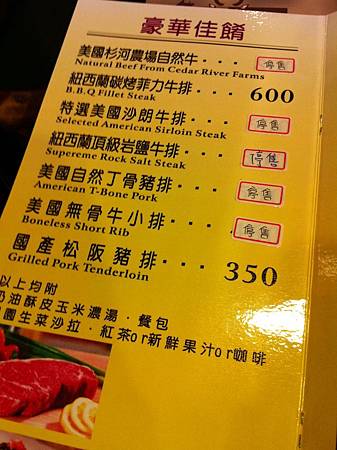 豪華佳餚
美國杉河農場自然牛··· 停售
Natural Beef From Cedar River Farms
紐西蘭碳烤菲力牛排··· 600
B.B.Q Fillet Steak
特選美國沙朗牛排··· 停售
Selected American Sirloin Steak
紐西蘭頂級岩鹽牛排··· 停售
Supereme Rock Salt Steak
美國自然丁骨豬排··· 停售
American T-Bone Pork
美國無骨牛小排··· 停售
Boneless Short Rib
國產松阪豬排··· 350
Grilled Pork Tenderloin
以上均附
奶油酥皮玉米濃湯·餐包
園生菜沙拉·紅茶or新鮮果汁or咖啡